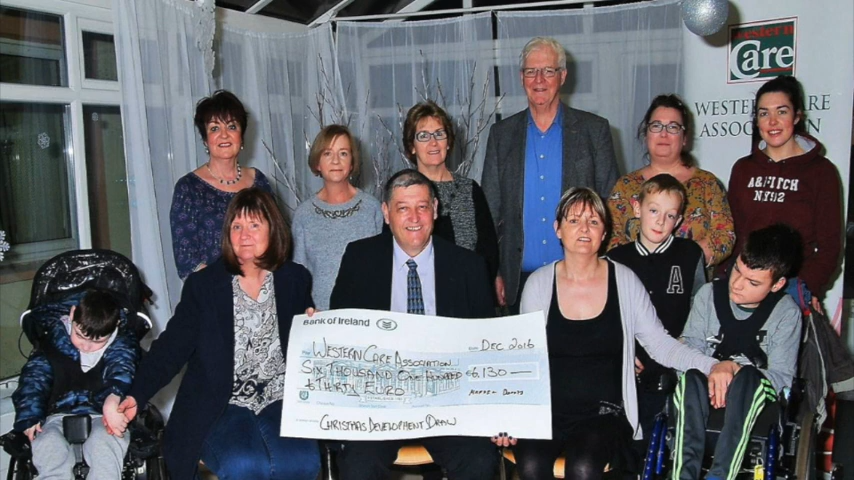 Western
Care
WESTERN CARE
ASSOCIATION
A&FITCH
NY92
A
Bank of Ireland
WESTERN CARE ASSOCIATION
DEC 2016
SIX THOUSAND ONE HUNDRED
€6,130
& THIRTY EURO
CHRISTMAS DEVELOPMENT DRAW